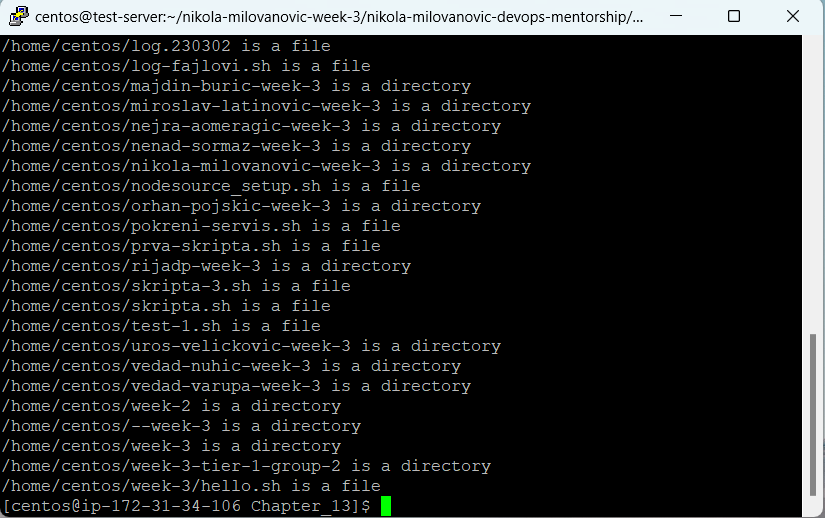 centos@test-server:~/nikola-milovanovic-week-3/nikola-milovanovic-devops-mentorship/...
/home/centos/log.230302 is a file
/home/centos/log-fajlovi.sh is a file
/home/centos/majdin-buric-week-3 is a directory
/home/centos/miroslav-latinovic-week-3 is a directory
/home/centos/nejra-aomeragic-week-3 is a directory
/home/centos/nenad-sormaz-week-3 is a directory
/home/centos/nikola-milovanovic-week-3 is a directory
/home/centos/nodesource_setup.sh is a file
/home/centos/orhan-pojskic-week-3 is a directory
/home/centos/pokreni-servis.sh is a file
/home/centos/prva-skripta.sh is a file
/home/centos/rijadp-week-3 is a directory
/home/centos/skripta-3.sh is a file
/home/centos/skripta.sh is a file
/home/centos/test-1.sh is a file
/home/centos/uros-velickovic-week-3 is a directory
/home/centos/vedad-nuhic-week-3 is a directory
/home/centos/vedad-varupa-week-3 is a directory
/home/centos/week-2 is a directory
/home/centos/--week-3 is a directory
/home/centos/week-3 is a directory
/home/centos/week-3-tier-1-group-2 is a directory
/home/centos/week-3/hello.sh is a file
[centos@ip-172-31-34-106 Chapter_13]$